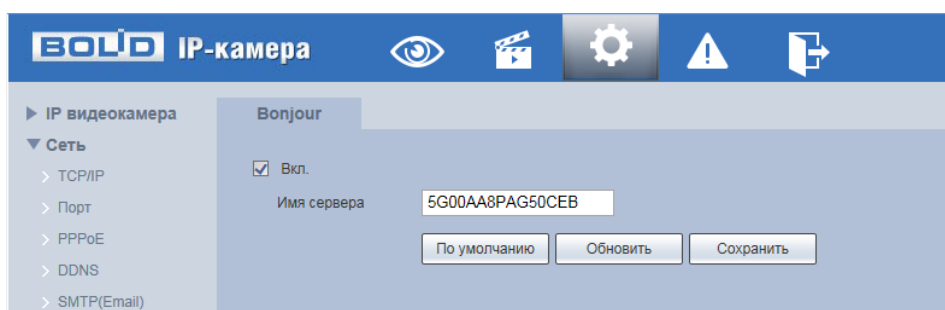 BOLID IP-камера
IP видеокамера
Bonjour
Сеть
TCP/IP
Вкл.
Порт
Имя сервера 5G00AA8PAG50CEB
PPPoE
По умолчанию Обновить Сохранить
DDNS
SMTP(Email)